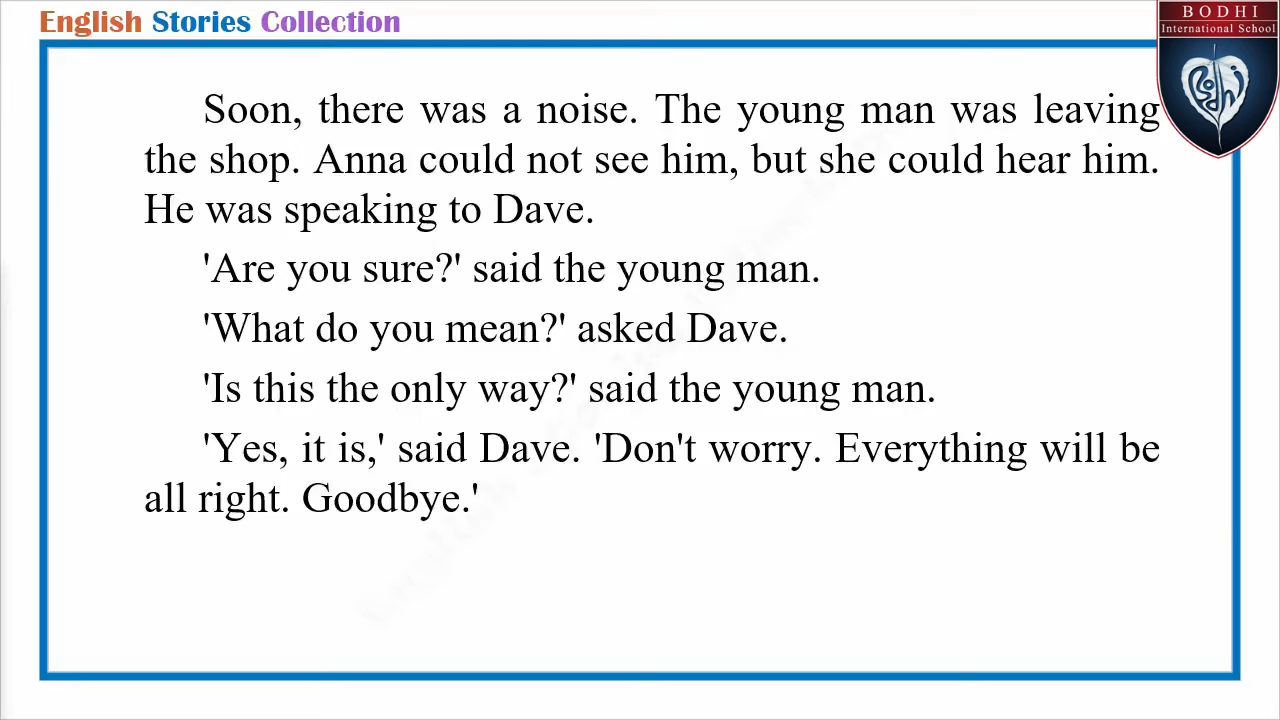 English Stories Collection
BODHI
International School
Bodhi
Soon, there was a noise. The young man was leaving
the shop. Anna could not see him, but she could hear him.
He was speaking to Dave.
'Are you sure?' said the young man.
'What do you mean?' asked Dave.
'Is this the only way?' said the young man.
'Yes, it is,' said Dave. 'Don't worry. Everything will be
all right. Goodbye.'